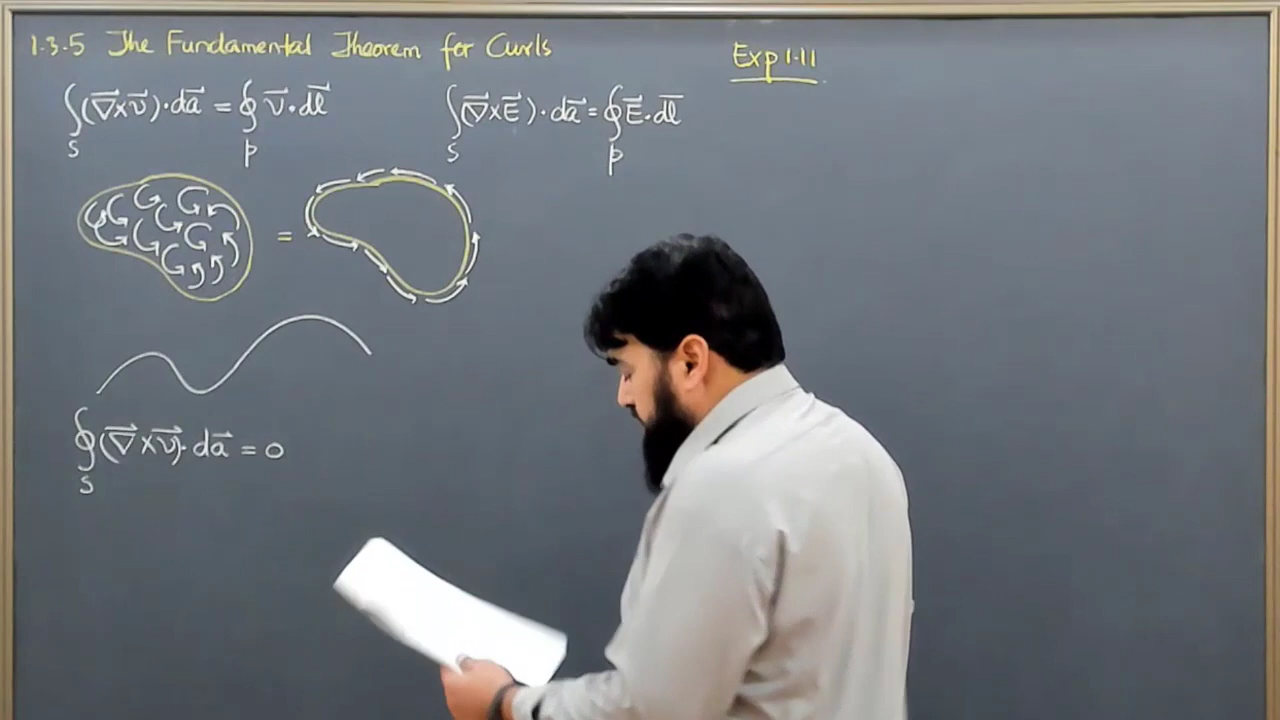 1.3.5 The Fundamental Theorem for Curls
Exp 1.11
∫(∇⃗×v⃗)·da⃗ = ∮v⃗·dl⃗
S P
∫(∇⃗×E⃗)·da⃗ = ∮E⃗·dl⃗
S P
=
∮(∇⃗×v⃗)·da⃗ = 0
S